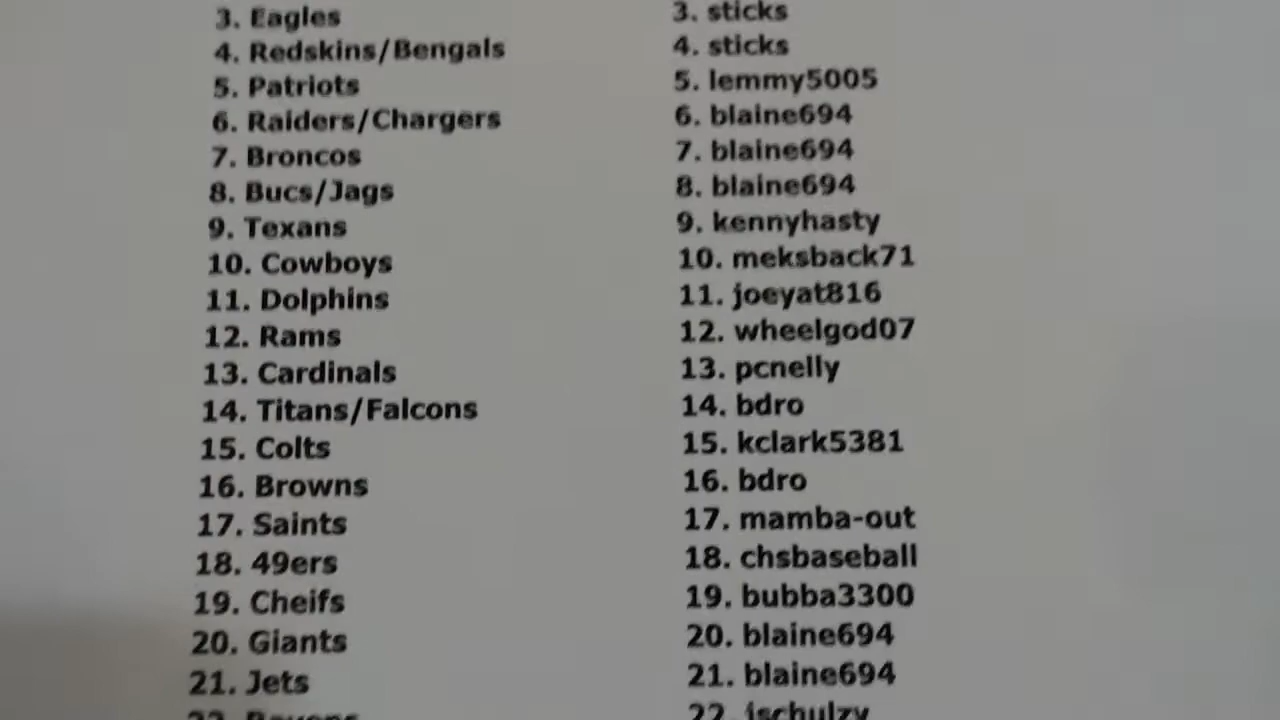 3. Eagles
4. Redskins/Bengals
5. Patriots
6. Raiders/Chargers
7. Broncos
8. Bucs/Jags
9. Texans
10. Cowboys
11. Dolphins
12. Rams
13. Cardinals
14. Titans/Falcons
15. Colts
16. Browns
17. Saints
18. 49ers
19. Cheifs
20. Giants
21. Jets
22. Ravens
3. sticks
4. sticks
5. lemmy5005
6. blaine694
7. blaine694
8. blaine694
9. kennyhasty
10. meksback71
11. joeyat816
12. wheelgod07
13. pcnelly
14. bdro
15. kclark5381
16. bdro
17. mamba-out
18. chsbaseball
19. bubba3300
20. blaine694
21. blaine694
22. jschulzy